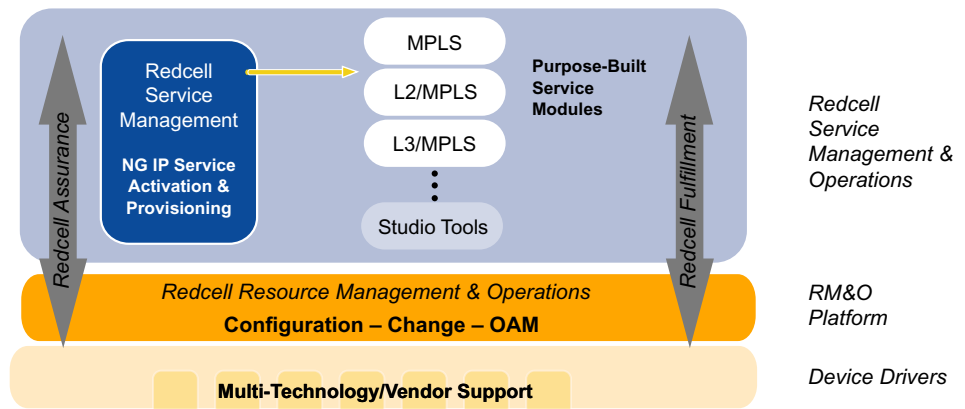 Redcell Assurance
Redcell
Service
Management
NG IP Service
Activation &
Provisioning
MPLS
L2/MPLS
L3/MPLS
Studio Tools
Purpose-Built
Service
Modules
Redcell Fulfillment
Redcell
Service
Management &
Operations
Redcell Resource Management & Operations
Configuration – Change – OAM
RM&O
Platform
Multi-Technology/Vendor Support
Device Drivers